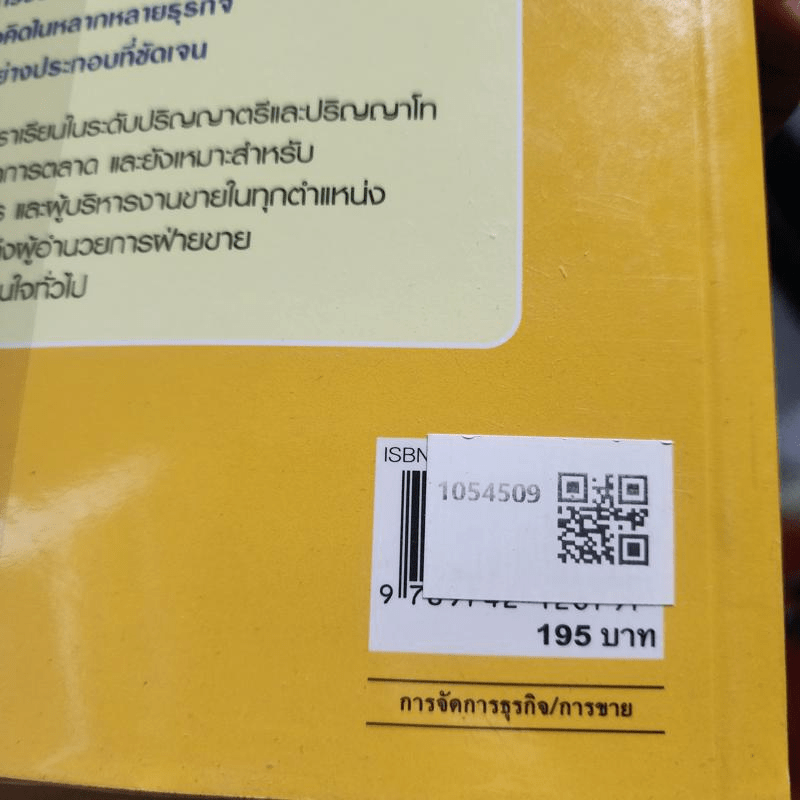 คิดในหลากหลายธุรกิจ
ย่างประกอบที่ชัดเจน
ราเรียนในระดับปริญญาตรีและปริญญาโท
การตลาด และยังเหมาะสำหรับ
ร และผู้บริหารงานขายในทุกตำแหน่ง
ผู้อำนวยการฝ่ายขาย
นใจทั่วไป
ISBN
1054509
9
195 บาท
การจัดการธุรกิจ/การขาย